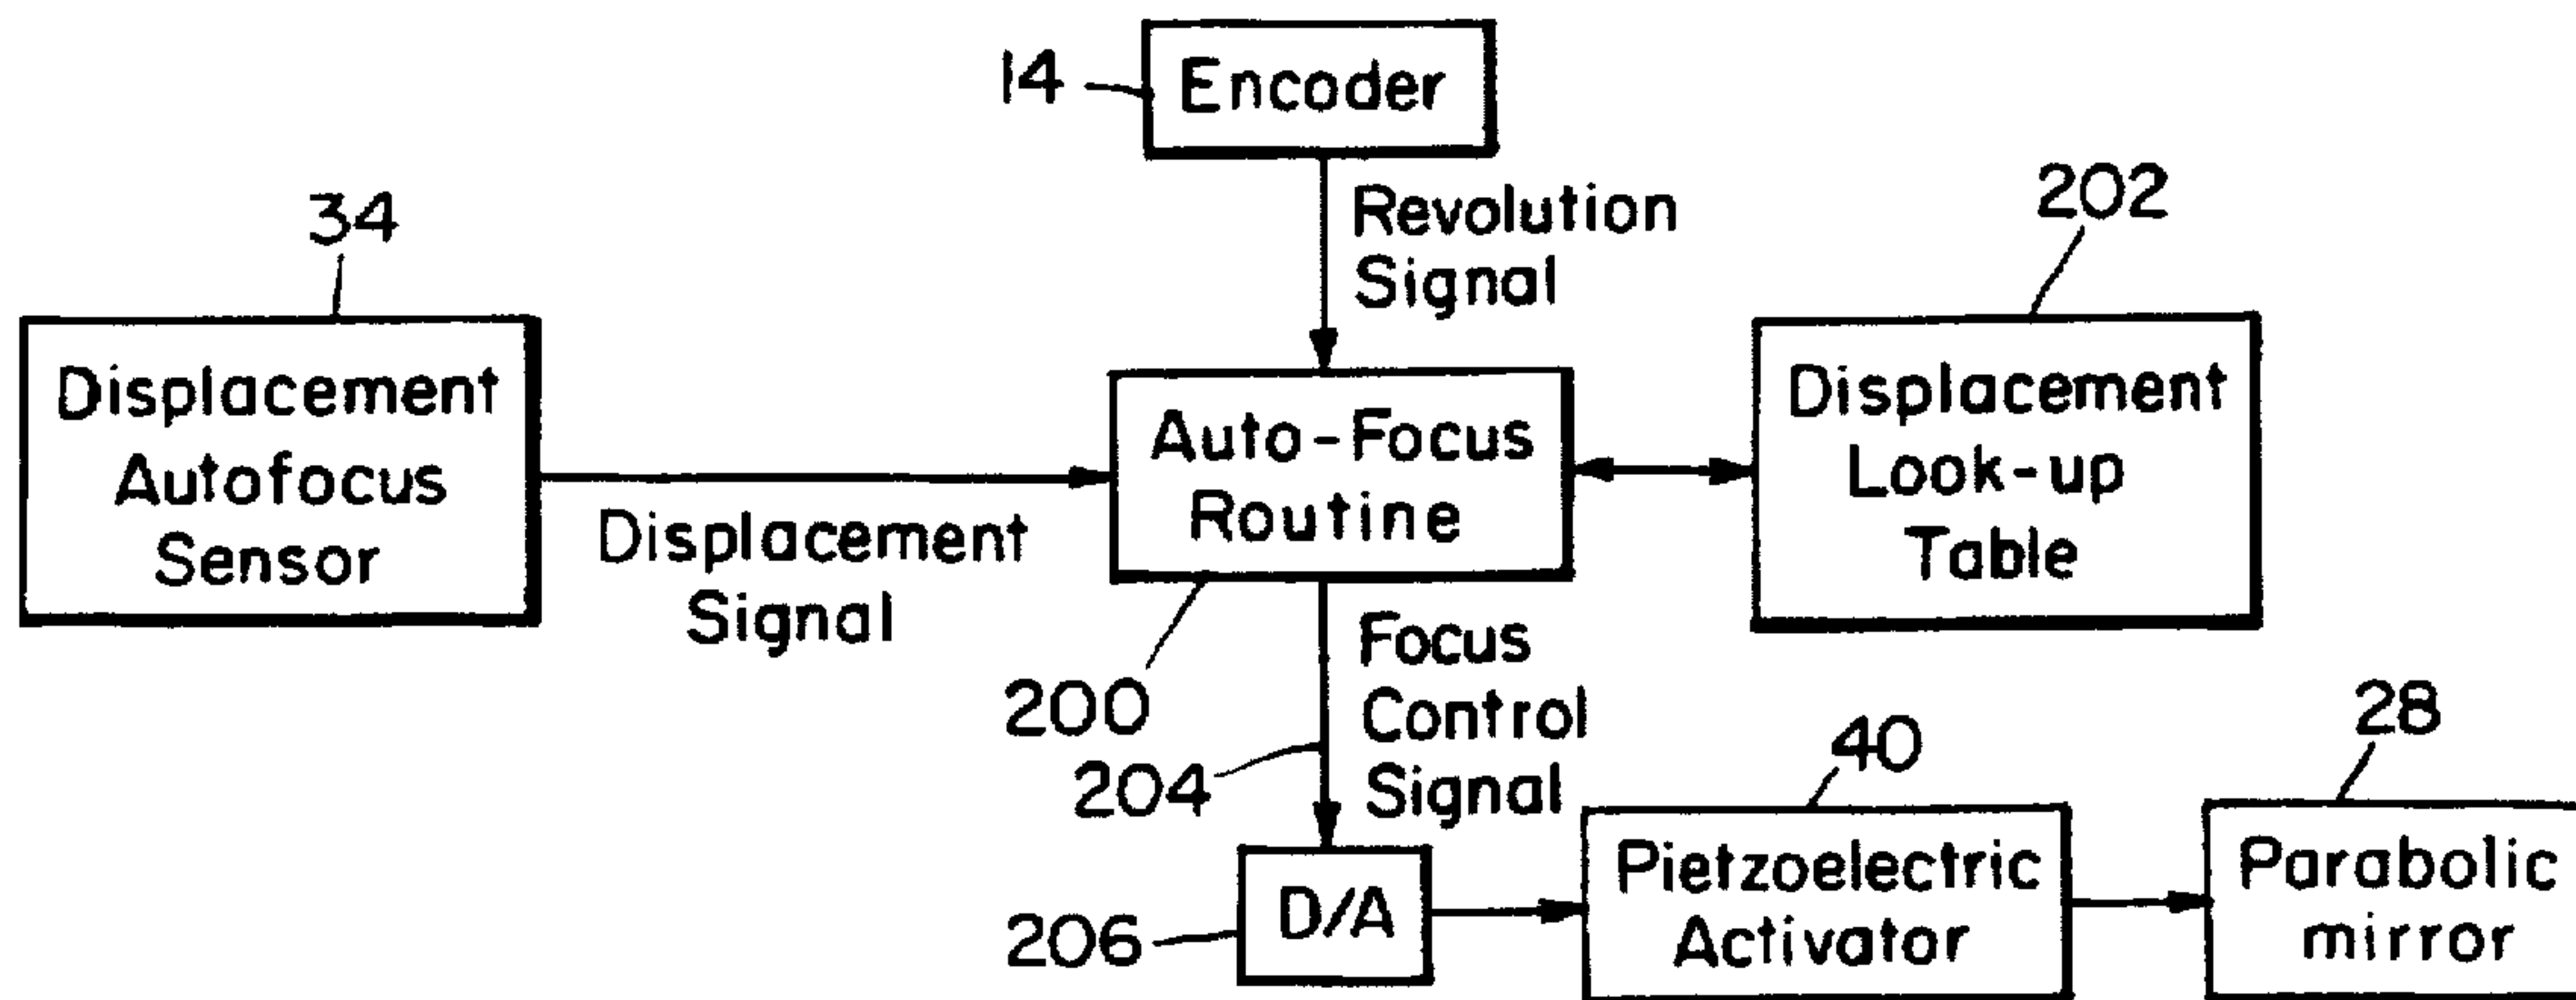 14
Encoder
Revolution
Signal
34
202
Displacement
Autofocus
Sensor
Displacement
Signal
Auto-Focus
Routine
Displacement
Look-up
Table
200
204
Focus
Control
Signal
206
D/A
40
Pietzoelectric
Activator
28
Parabolic
mirror